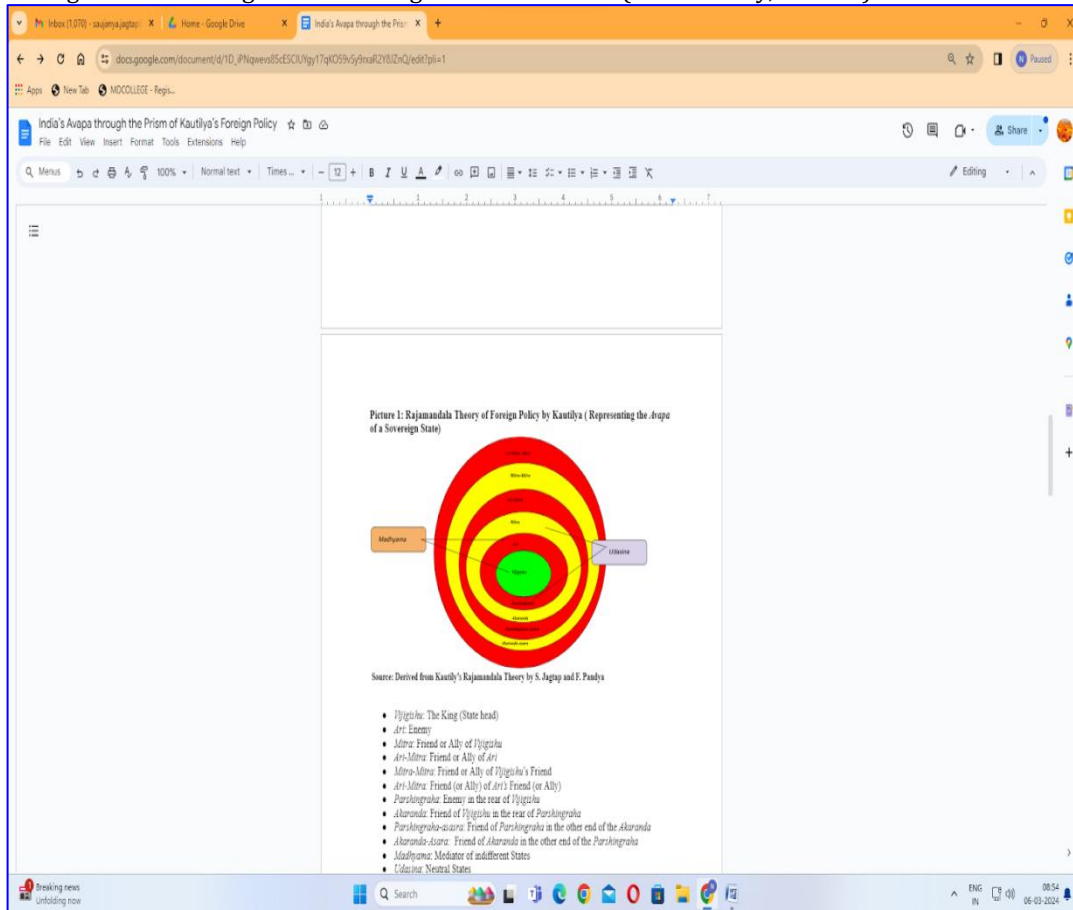 Inbox (1,070) - saujanya.jagtap
Home - Google Drive
India's Avapa through the Prism
docs.google.com/document/d/1D_iPNqwevs85cESCIUYgy17qKO59vSy9rxaR2Y8JZnQ/edit?pli=1
Paused
Apps New Tab MDCOLLEGE - Regis...
India's Avapa through the Prism of Kautilya's Foreign Policy
File Edit View Insert Format Tools Extensions Help
Share
Menus 100% Normal text Times ... 12 Editing
Picture 1: Rajamandala Theory of Foreign Policy by Kautilya ( Representing the Avapa
of a Sovereign State)
Mitra-Mitra
Mitra
Madhyama
Udasina
Vijigishu
Akaranda
Source: Derived from Kautily's Rajamandala Theory by S. Jagtap and F. Pandya
● Vijigishu: The King (State head)
● Ari: Enemy
● Mitra: Friend or Ally of Vijigishu
● Ari-Mitra: Friend or Ally of Ari
● Mitra-Mitra: Friend or Ally of Vijigishu's Friend
● Ari-Mitra: Friend (or Ally) of Ari's Friend (or Ally)
● Parshingraha: Enemy in the rear of Vijigishu
● Akaranda: Friend of Vijigishu in the rear of Parshingraha
● Parshingraha-asasra: Friend of Parshingraha in the other end of the Akaranda
● Akaranda-Asara: Friend of Akaranda in the other end of the Parshingraha
● Madhyama: Mediator of indifferent States
● Udasina: Neutral States
Breaking news
Unfolding now
Search
ENG
IN
08:54
06-03-2024